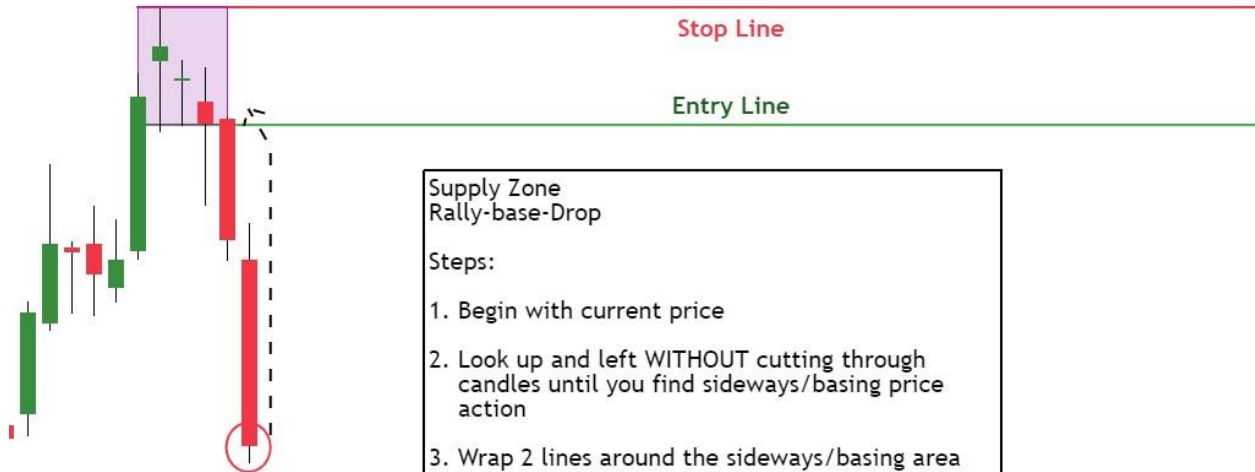 Stop Line
Entry Line
Supply Zone
Rally-base-Drop
Steps:
1. Begin with current price
2. Look up and left WITHOUT cutting through
candles until you find sideways/basing price
action
3. Wrap 2 lines around the sideways/basing area